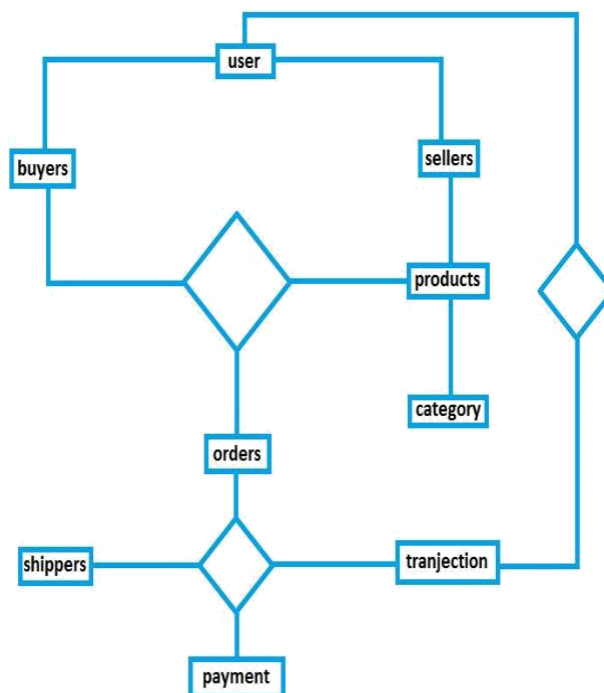 user
buyers
sellers
products
category
orders
shippers
tranjection
payment